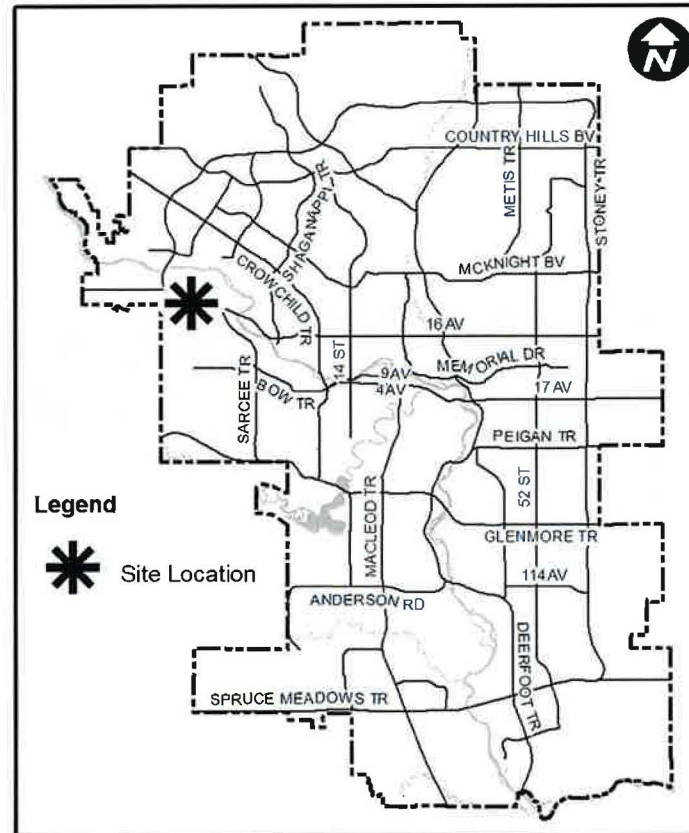 N
COUNTRY HILLS BV
METIS TR
STONEY TR
SHAGANAPPI TR
CROWCHILD TR
MCKNIGHT BV
16 AV
14 ST
MEMORIAL DR
9 AV
4 AV
17 AV
SARCEE TR
BOW TR
PEIGAN TR
52 ST
MACLEOD TR
GLENMORE TR
Legend
Site Location
114 AV
ANDERSON RD
DEERFOOT TR
SPRUCE MEADOWS TR